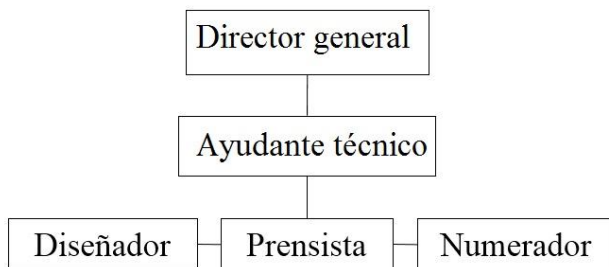 Director general
Ayudante técnico
Diseñador
Prensista
Numerador